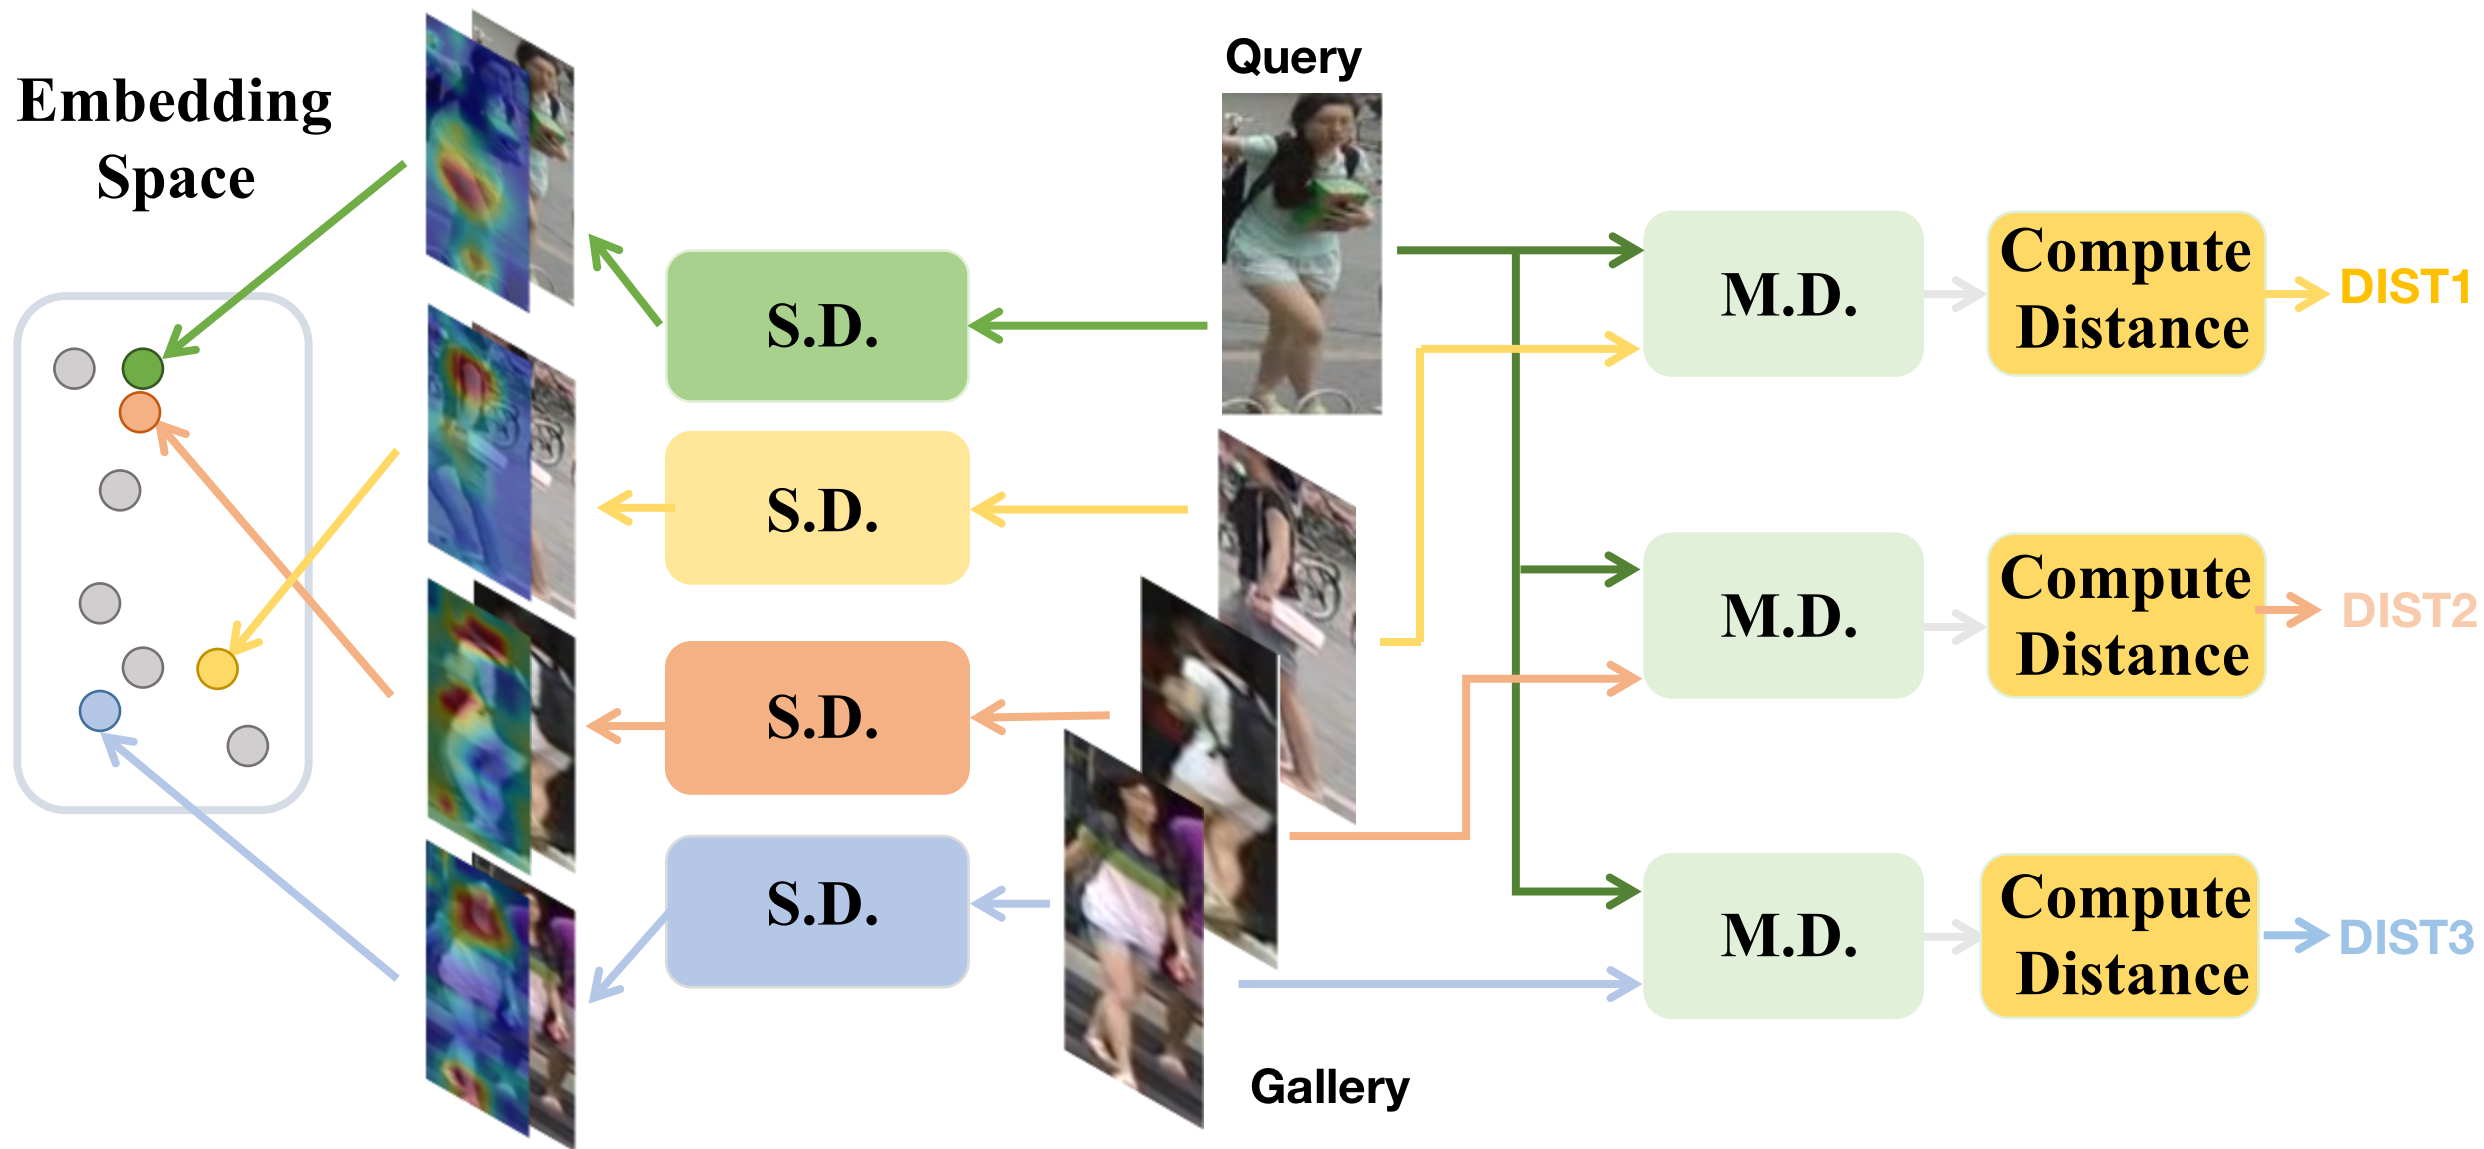 Embedding
Space
Query
S.D.
S.D.
S.D.
S.D.
Gallery
M.D.
Compute
Distance
DIST1
M.D.
Compute
Distance
DIST2
M.D.
Compute
Distance
DIST3